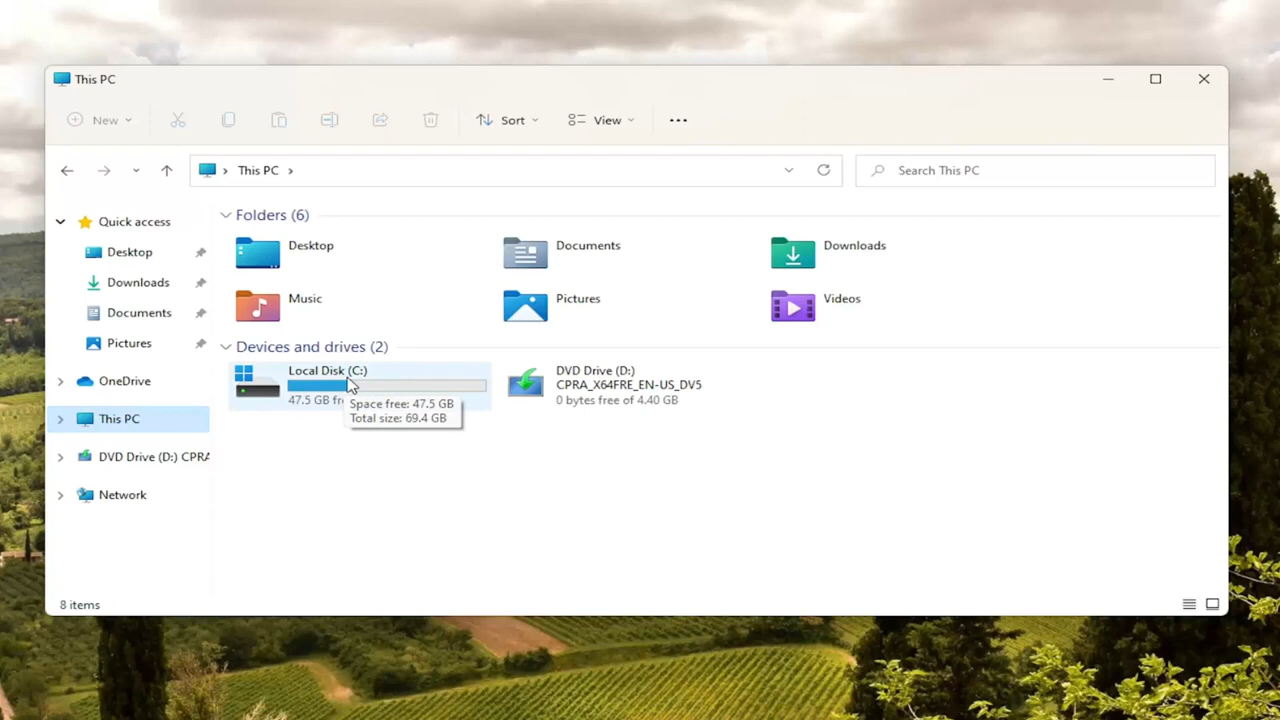 This PC
New
Sort
View
This PC
Search This PC
Quick access
Desktop
Downloads
Documents
Pictures
OneDrive
This PC
DVD Drive (D:) CPRA
Network
Folders (6)
Desktop
Documents
Downloads
Music
Pictures
Videos
Devices and drives (2)
Local Disk (C:)
47.5 GB
Space free: 47.5 GB
Total size: 69.4 GB
DVD Drive (D:)
CPRA_X64FRE_EN-US_DV5
0 bytes free of 4.40 GB
8 items